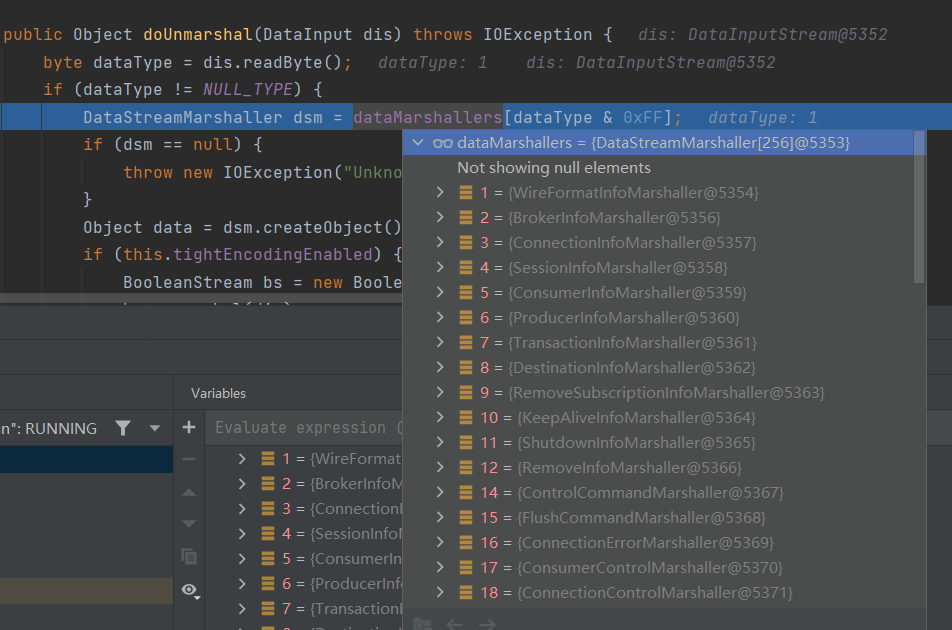 public Object doUnmarshal(DataInput dis) throws IOException {   dis: DataInputStream@5352
byte dataType = dis.readByte();   dataType: 1   dis: DataInputStream@5352
if (dataType != NULL_TYPE) {
DataStreamMarshaller dsm = dataMarshallers[dataType & 0xFF];   dataType: 1
if (dsm == null) {
throw new IOException("Unkno
}
Object data = dsm.createObject()
if (this.tightEncodingEnabled) {
BooleanStream bs = new Boole
dataMarshallers = {DataStreamMarshaller[256]@5353}
Not showing null elements
1 = {WireFormatInfoMarshaller@5354}
2 = {BrokerInfoMarshaller@5356}
3 = {ConnectionInfoMarshaller@5357}
4 = {SessionInfoMarshaller@5358}
5 = {ConsumerInfoMarshaller@5359}
6 = {ProducerInfoMarshaller@5360}
7 = {TransactionInfoMarshaller@5361}
8 = {DestinationInfoMarshaller@5362}
9 = {RemoveSubscriptionInfoMarshaller@5363}
10 = {KeepAliveInfoMarshaller@5364}
11 = {ShutdownInfoMarshaller@5365}
12 = {RemoveInfoMarshaller@5366}
14 = {ControlCommandMarshaller@5367}
15 = {FlushCommandMarshaller@5368}
16 = {ConnectionErrorMarshaller@5369}
17 = {ConsumerControlMarshaller@5370}
18 = {ConnectionControlMarshaller@5371}
Variables
n": RUNNING
Evaluate expression (
1 = {WireFormat
2 = {BrokerInfoM
3 = {ConnectionI
4 = {SessionInfo
5 = {ConsumerIn
6 = {ProducerInfo
7 = {TransactionI